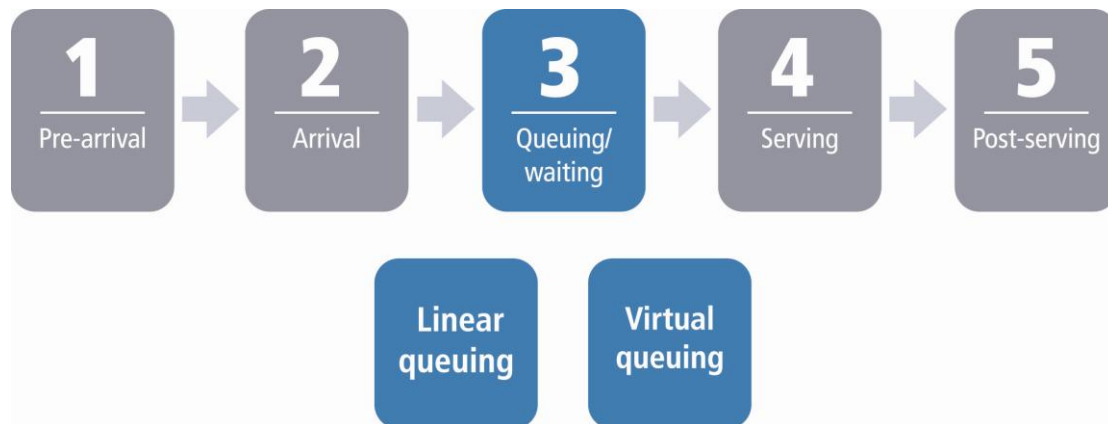 1
Pre-arrival
2
Arrival
3
Queuing/
waiting
4
Serving
5
Post-serving
Linear
queuing
Virtual
queuing